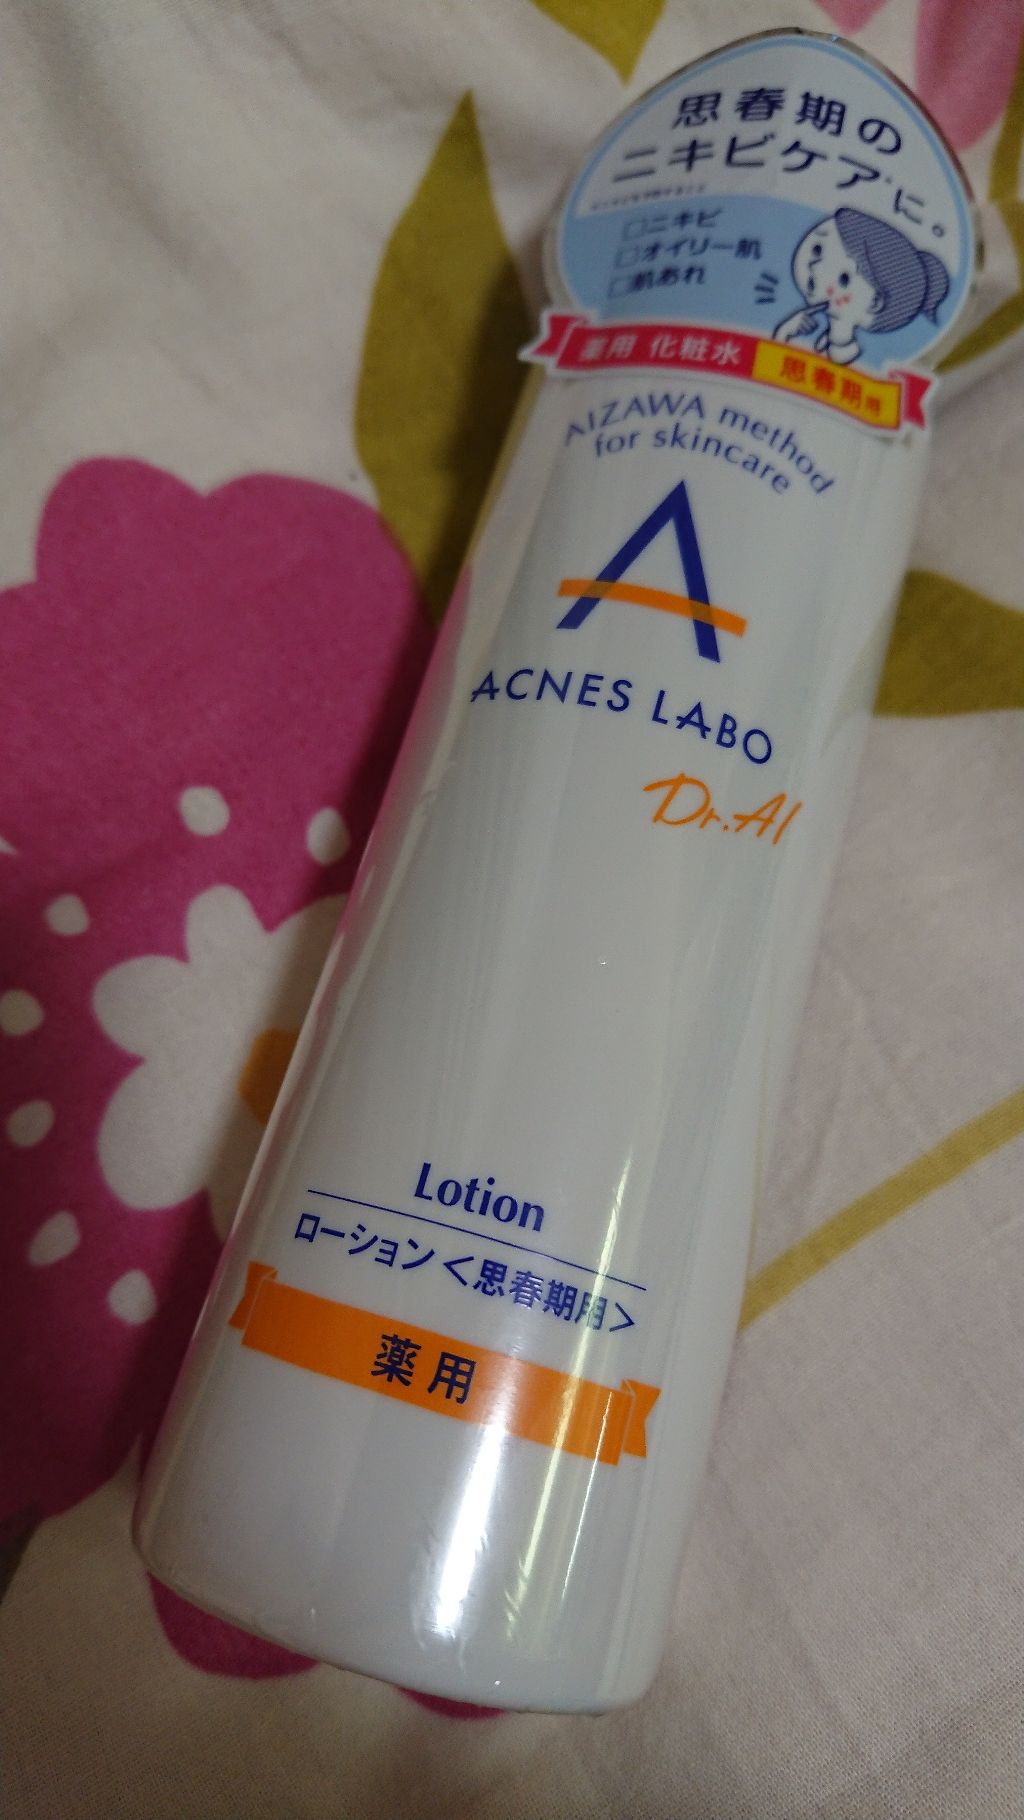 思春期の
ニキビケア*に。
□ニキビ
□オイリー肌
□肌あれ
薬用 化粧水 思春期用
AIZAWA method
for skincare
A
ACNES LABO
Dr.AI
Lotion
ローション＜思春期用＞
薬用